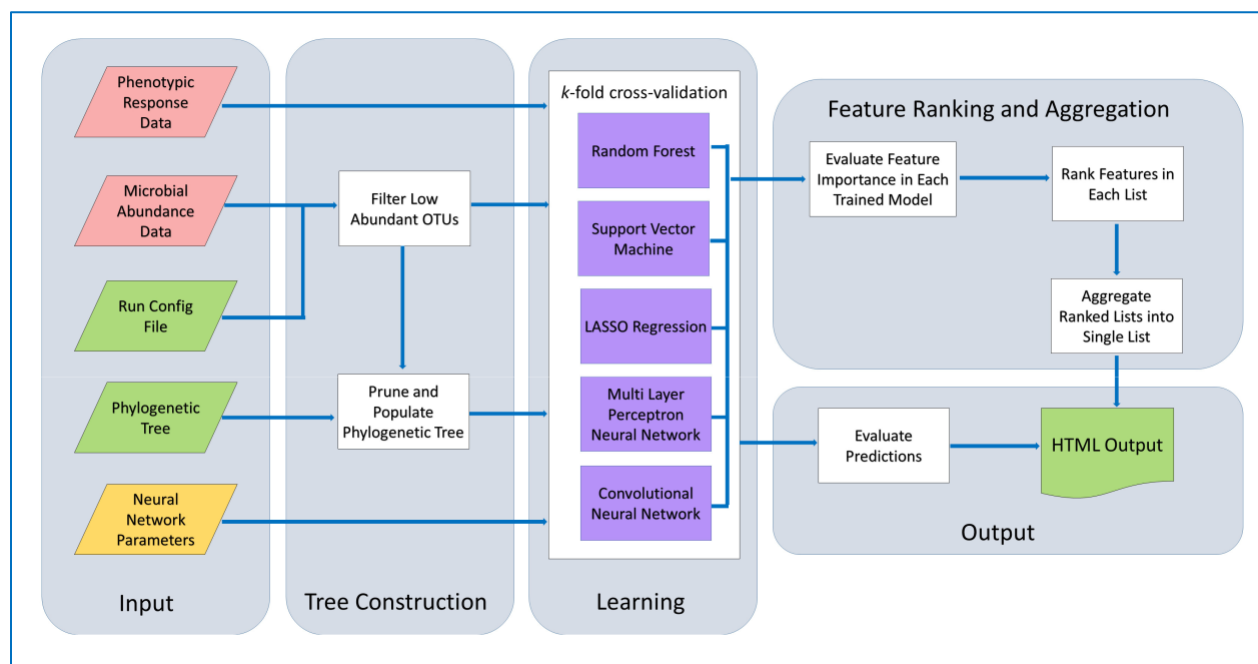 Phenotypic
Response
Data
Microbial
Abundance
Data
Run Config
File
Phylogenetic
Tree
Neural
Network
Parameters
Input
Filter Low
Abundant OTUs
Prune and
Populate
Phylogenetic Tree
Tree Construction
k-fold cross-validation
Random Forest
Support Vector
Machine
LASSO Regression
Multi Layer
Perceptron
Neural Network
Convolutional
Neural Network
Learning
Feature Ranking and Aggregation
Evaluate Feature
Importance in Each
Trained Model
Rank Features in
Each List
Aggregate
Ranked Lists into
Single List
Evaluate
Predictions
HTML Output
Output